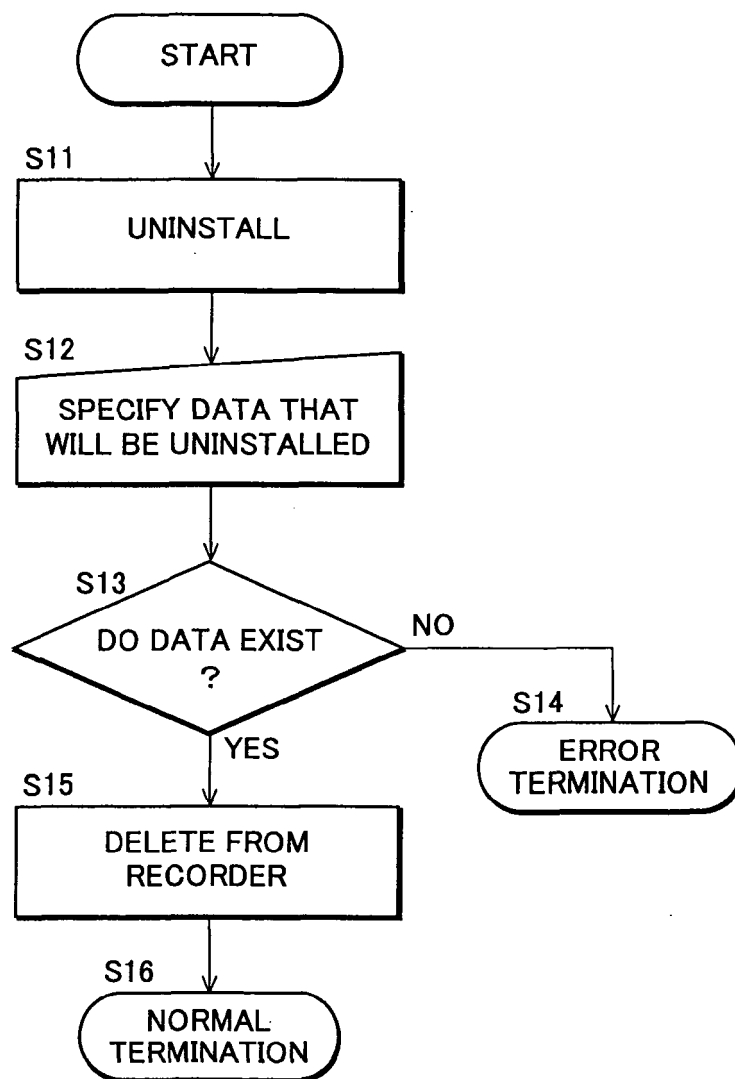 START
S11
UNINSTALL
S12
SPECIFY DATA THAT
WILL BE UNINSTALLED
S13
DO DATA EXIST
?
NO
S14
ERROR
TERMINATION
YES
S15
DELETE FROM
RECORDER
S16
NORMAL
TERMINATION